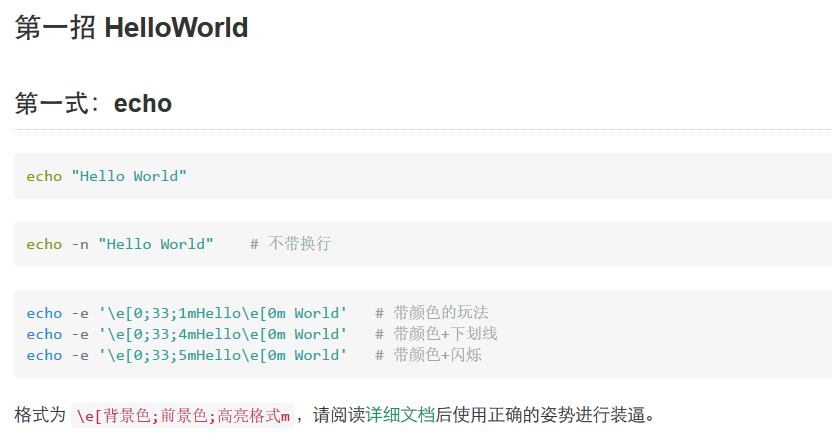 第一招 HelloWorld
第一式：echo
echo "Hello World"
echo -n "Hello World"    # 不带换行
echo -e '\e[0;33;1mHello\e[0m World'   # 带颜色的玩法
echo -e '\e[0;33;4mHello\e[0m World'   # 带颜色+下划线
echo -e '\e[0;33;5mHello\e[0m World'   # 带颜色+闪烁
格式为 \e[背景色;前景色;高亮格式m ，请阅读详细文档后使用正确的姿势进行装逼。